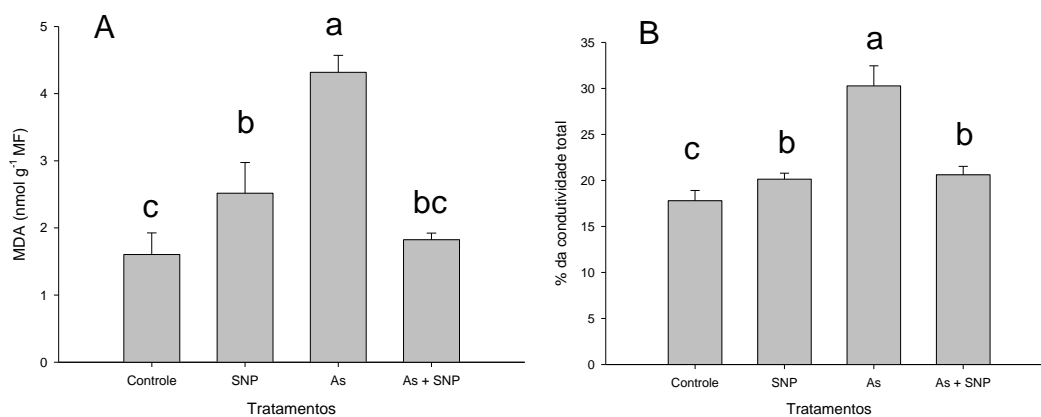 A
MDA (nmol g⁻¹ MF)
5
4
3
2
1
0
c
b
a
bc
Controle
SNP
As
As + SNP
Tratamentos
B
% da condutividade total
35
30
25
20
15
10
5
0
c
b
a
b
Controle
SNP
As
As + SNP
Tratamentos